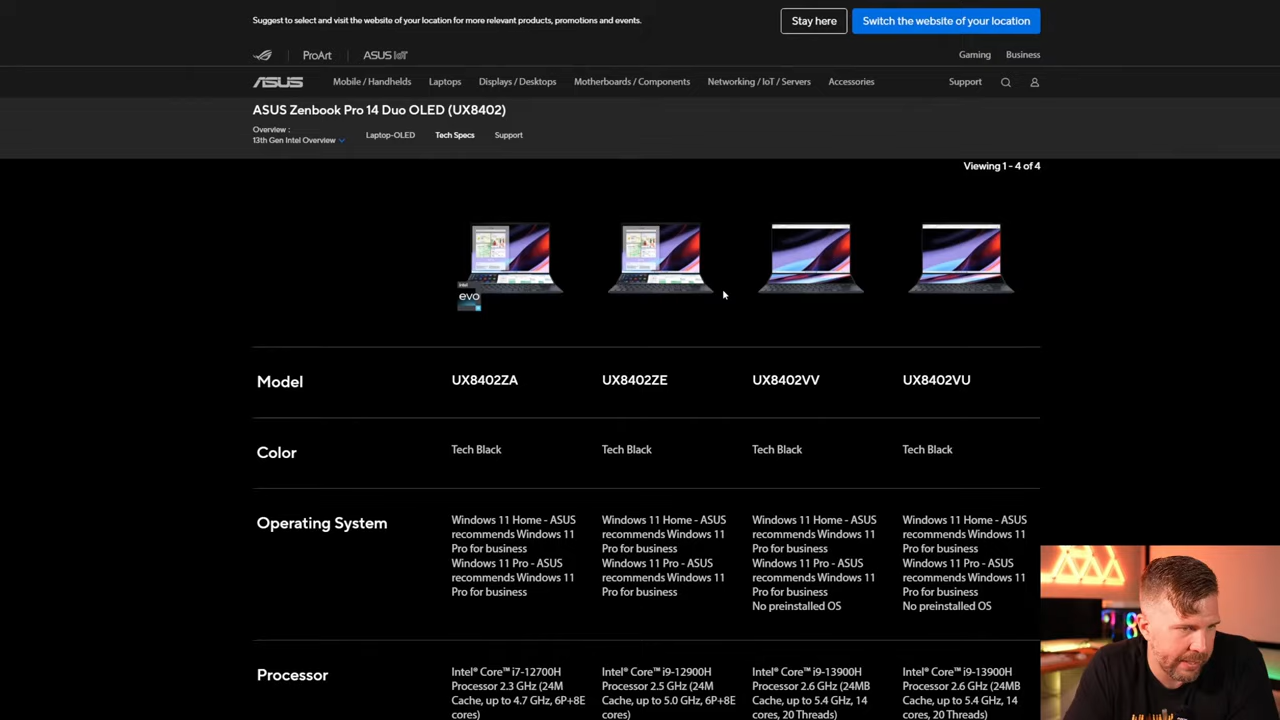 Suggest to select and visit the website of your location for more relevant products, promotions and events.
Stay here
Switch the website of your location
ProArt
ASUS IoT
Gaming
Business
ASUS
Mobile / Handhelds
Laptops
Displays / Desktops
Motherboards / Components
Networking / IoT / Servers
Accessories
Support
ASUS Zenbook Pro 14 Duo OLED (UX8402)
Overview :
13th Gen Intel Overview
Laptop-OLED
Tech Specs
Support
Viewing 1 - 4 of 4
intel
evo
Model
UX8402ZA
UX8402ZE
UX8402VV
UX8402VU
Color
Tech Black
Tech Black
Tech Black
Tech Black
Operating System
Windows 11 Home - ASUS
recommends Windows 11
Pro for business
Windows 11 Pro - ASUS
recommends Windows 11
Pro for business
Windows 11 Home - ASUS
recommends Windows 11
Pro for business
Windows 11 Pro - ASUS
recommends Windows 11
Pro for business
Windows 11 Home - ASUS
recommends Windows 11
Pro for business
Windows 11 Pro - ASUS
recommends Windows 11
Pro for business
No preinstalled OS
Windows 11 Home - ASUS
recommends Windows 11
Pro for business
Windows 11 Pro - ASUS
recommends Windows 11
Pro for business
No preinstalled OS
Processor
Intel® Core™ i7-12700H
Processor 2.3 GHz (24M
Cache, up to 4.7 GHz, 6P+8E
cores)
Intel® Core™ i9-12900H
Processor 2.5 GHz (24M
Cache, up to 5.0 GHz, 6P+8E
cores)
Intel® Core™ i9-13900H
Processor 2.6 GHz (24MB
Cache, up to 5.4 GHz, 14
cores, 20 Threads)
Intel® Core™ i9-13900H
Processor 2.6 GHz (24MB
Cache, up to 5.4 GHz, 14
cores, 20 Threads)